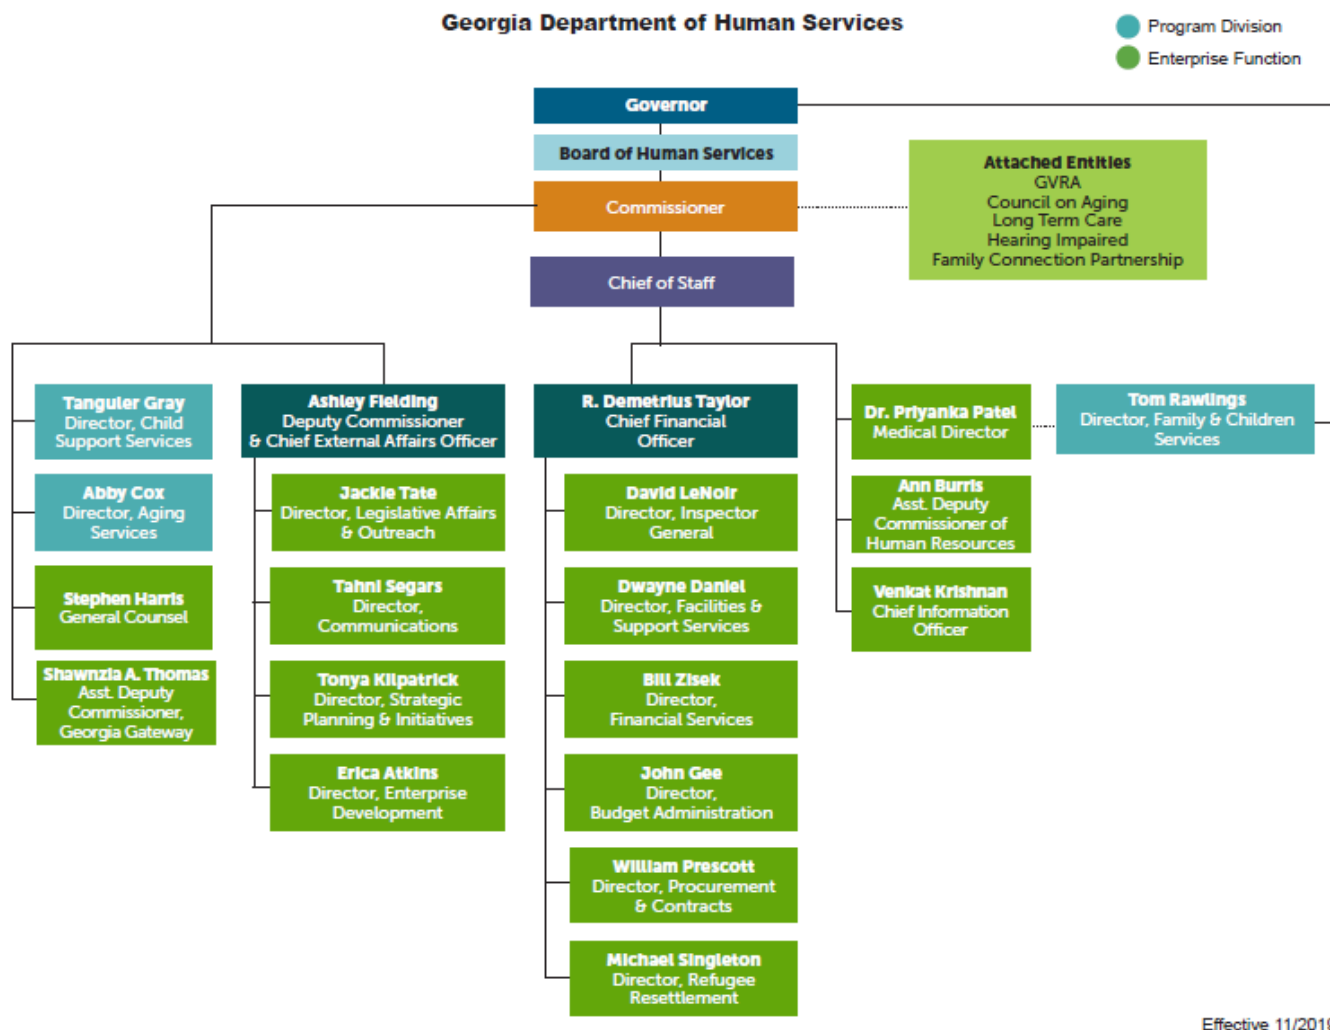 Georgia Department of Human Services
Program Division
Enterprise Function
Governor
Board of Human Services
Commissioner
Attached Entities
GVRA
Council on Aging
Long Term Care
Hearing Impaired
Family Connection Partnership
Chief of Staff
Tanguler Gray
Director, Child
Support Services
Abby Cox
Director, Aging
Services
Stephen Harris
General Counsel
Shawnzia A. Thomas
Asst. Deputy
Commissioner,
Georgia Gateway
Ashley Fielding
Deputy Commissioner
& Chief External Affairs Officer
Jackie Tate
Director, Legislative Affairs
& Outreach
Tahni Segars
Director,
Communications
Tonya Kilpatrick
Director, Strategic
Planning & Initiatives
Erica Atkins
Director, Enterprise
Development
R. Demetrius Taylor
Chief Financial
Officer
David LeNoir
Director, Inspector
General
Dwayne Daniel
Director, Facilities &
Support Services
Bill Zisek
Director,
Financial Services
John Gee
Director,
Budget Administration
William Prescott
Director, Procurement
& Contracts
Michael Singleton
Director, Refugee
Resettlement
Dr. Priyanka Patel
Medical Director
Ann Burris
Asst. Deputy
Commissioner of
Human Resources
Venkat Krishnan
Chief Information
Officer
Tom Rawlings
Director, Family & Children
Services
Effective 11/2019